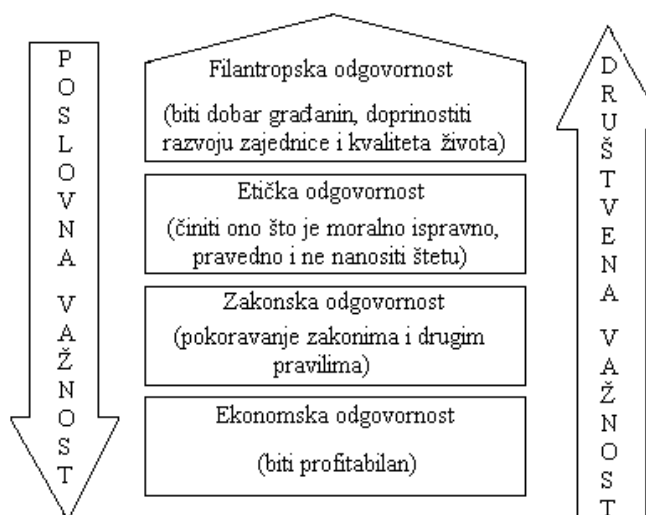 POSLOVNA VAŽNOST
Filantropska odgovornost
(biti dobar građanin, doprinostiti
razvoju zajednice i kvaliteta života)
Etička odgovornost
(činiti ono što je moralno ispravno,
pravedno i ne nanositi štetu)
Zakonska odgovornost
(pokoravanje zakonima i drugim
pravilima)
Ekonomska odgovornost
(biti profitabilan)
DRUŠTVENA VAŽNOST